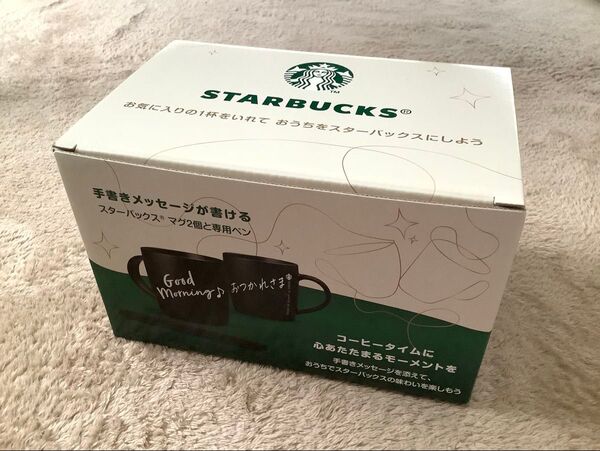 STARBUCKS®
お気に入りの1杯をいれて おうちをスターバックスにしよう
手書きメッセージが書ける
スターバックス® マグ2個と専用ペン
Good
Morning♪
おつかれさま
コーヒータイムに
心あたたまるモーメントを
手書きメッセージを添えて、
おうちでスターバックスの味わいを楽しもう